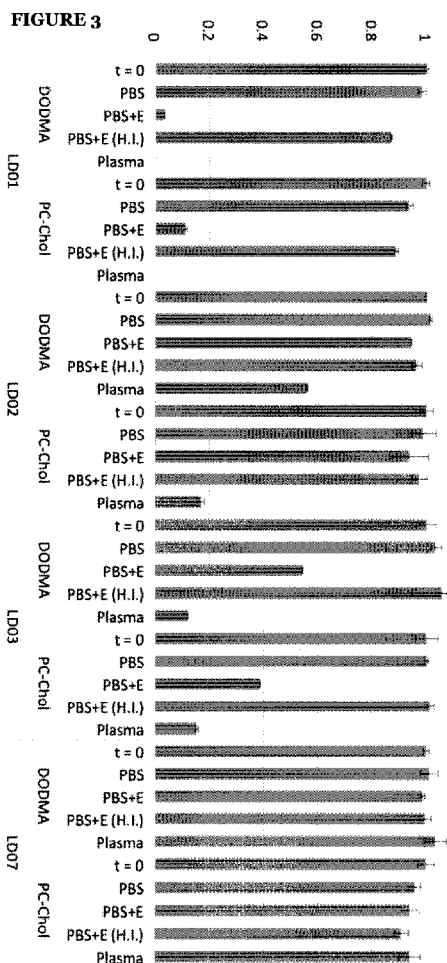 FIGURE 3
0
0.2
0.4
0.6
0.8
1
t = 0
PBS
PBS+E
PBS+E (H.I.)
Plasma
t = 0
PBS
PBS+E
PBS+E (H.I.)
Plasma
t = 0
PBS
PBS+E
PBS+E (H.I.)
Plasma
t = 0
PBS
PBS+E
PBS+E (H.I.)
Plasma
t = 0
PBS
PBS+E
PBS+E (H.I.)
Plasma
t = 0
PBS
PBS+E
PBS+E (H.I.)
Plasma
t = 0
PBS
PBS+E
PBS+E (H.I.)
Plasma
t = 0
PBS
PBS+E
PBS+E (H.I.)
Plasma
DODMA
PC-Chol
DODMA
PC-Chol
DODMA
PC-Chol
DODMA
PC-Chol
LD01
LD02
LD03
LD07